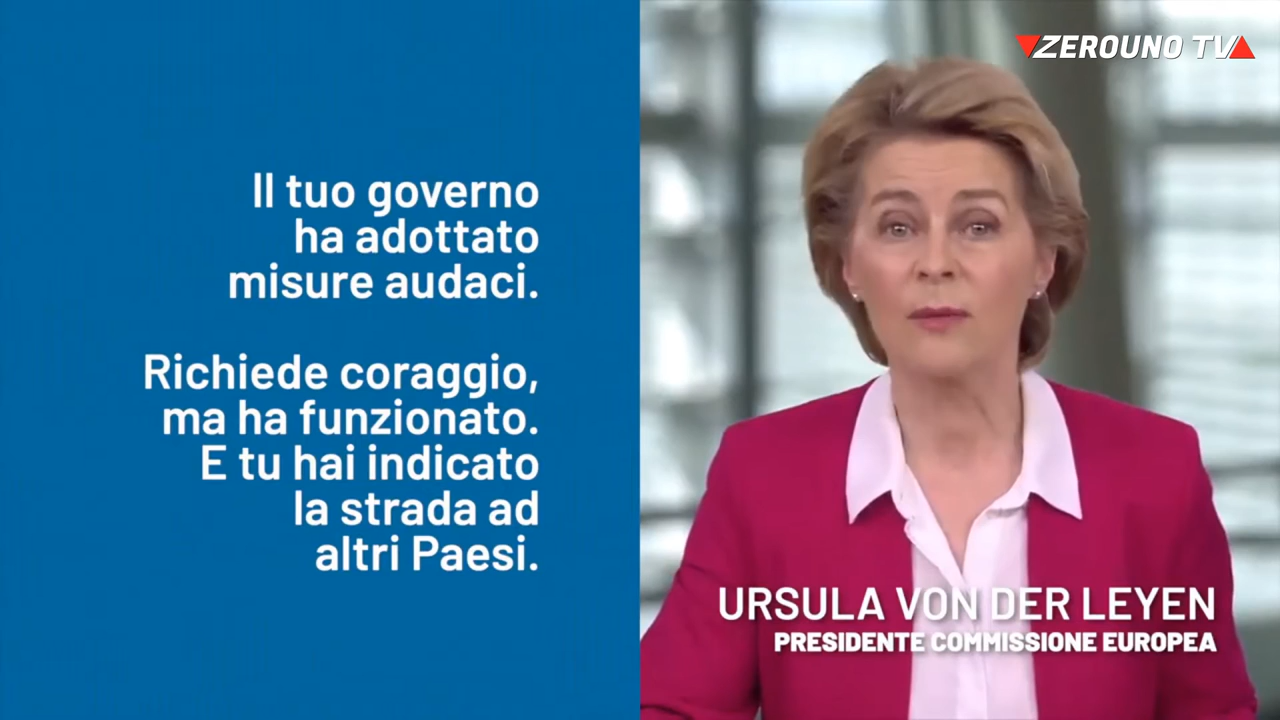 ZEROUNO TV
Il tuo governo
ha adottato
misure audaci.
Richiede coraggio,
ma ha funzionato.
E tu hai indicato
la strada ad
altri Paesi.
URSULA VON DER LEYEN
PRESIDENTE COMMISSIONE EUROPEA